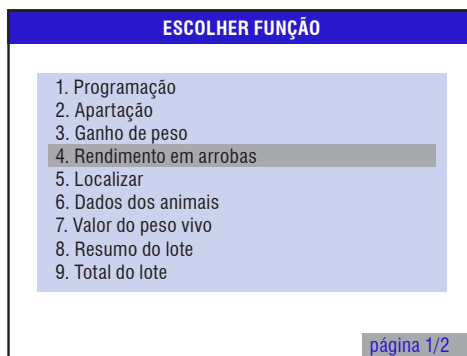 ESCOLHER FUNÇÃO
1. Programação
2. Apartação
3. Ganho de peso
4. Rendimento em arrobas
5. Localizar
6. Dados dos animais
7. Valor do peso vivo
8. Resumo do lote
9. Total do lote
página 1/2